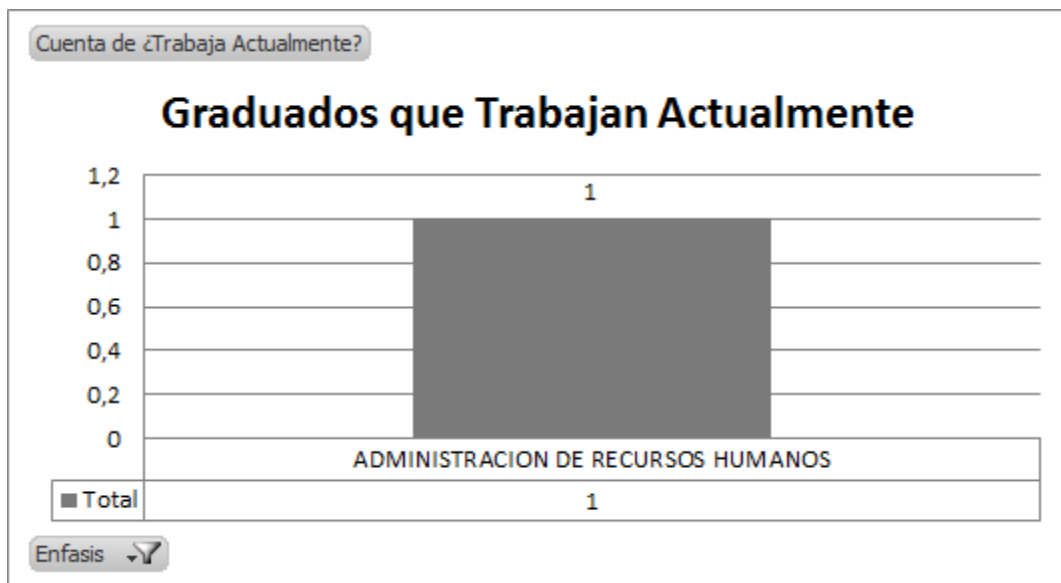 Cuenta de ¿Trabaja Actualmente?
Graduados que Trabajan Actualmente
1,2
1
1
0,8
0,6
0,4
0,2
0
ADMINISTRACION DE RECURSOS HUMANOS
Total 1
Enfasis